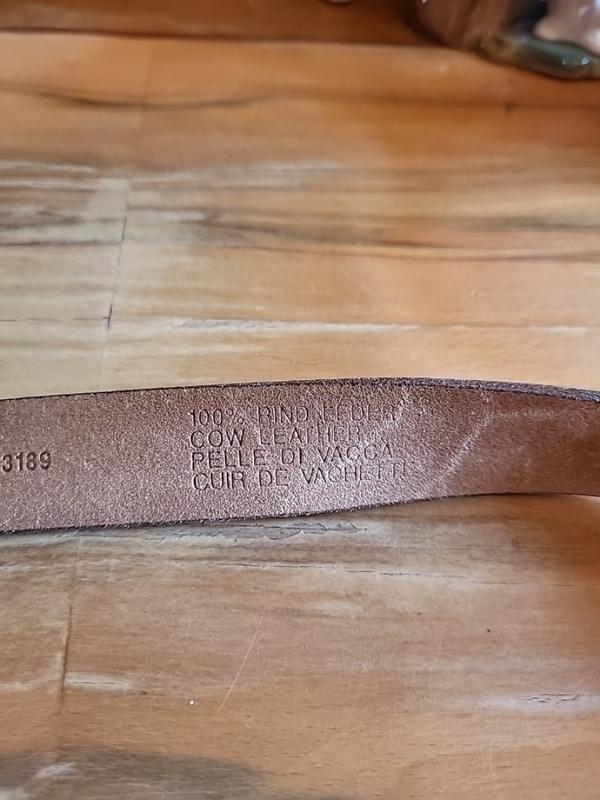 100% RIND LEDER
COW LEATHER
PELLE DI VACCA
CUIR DE VACHETTE
3189